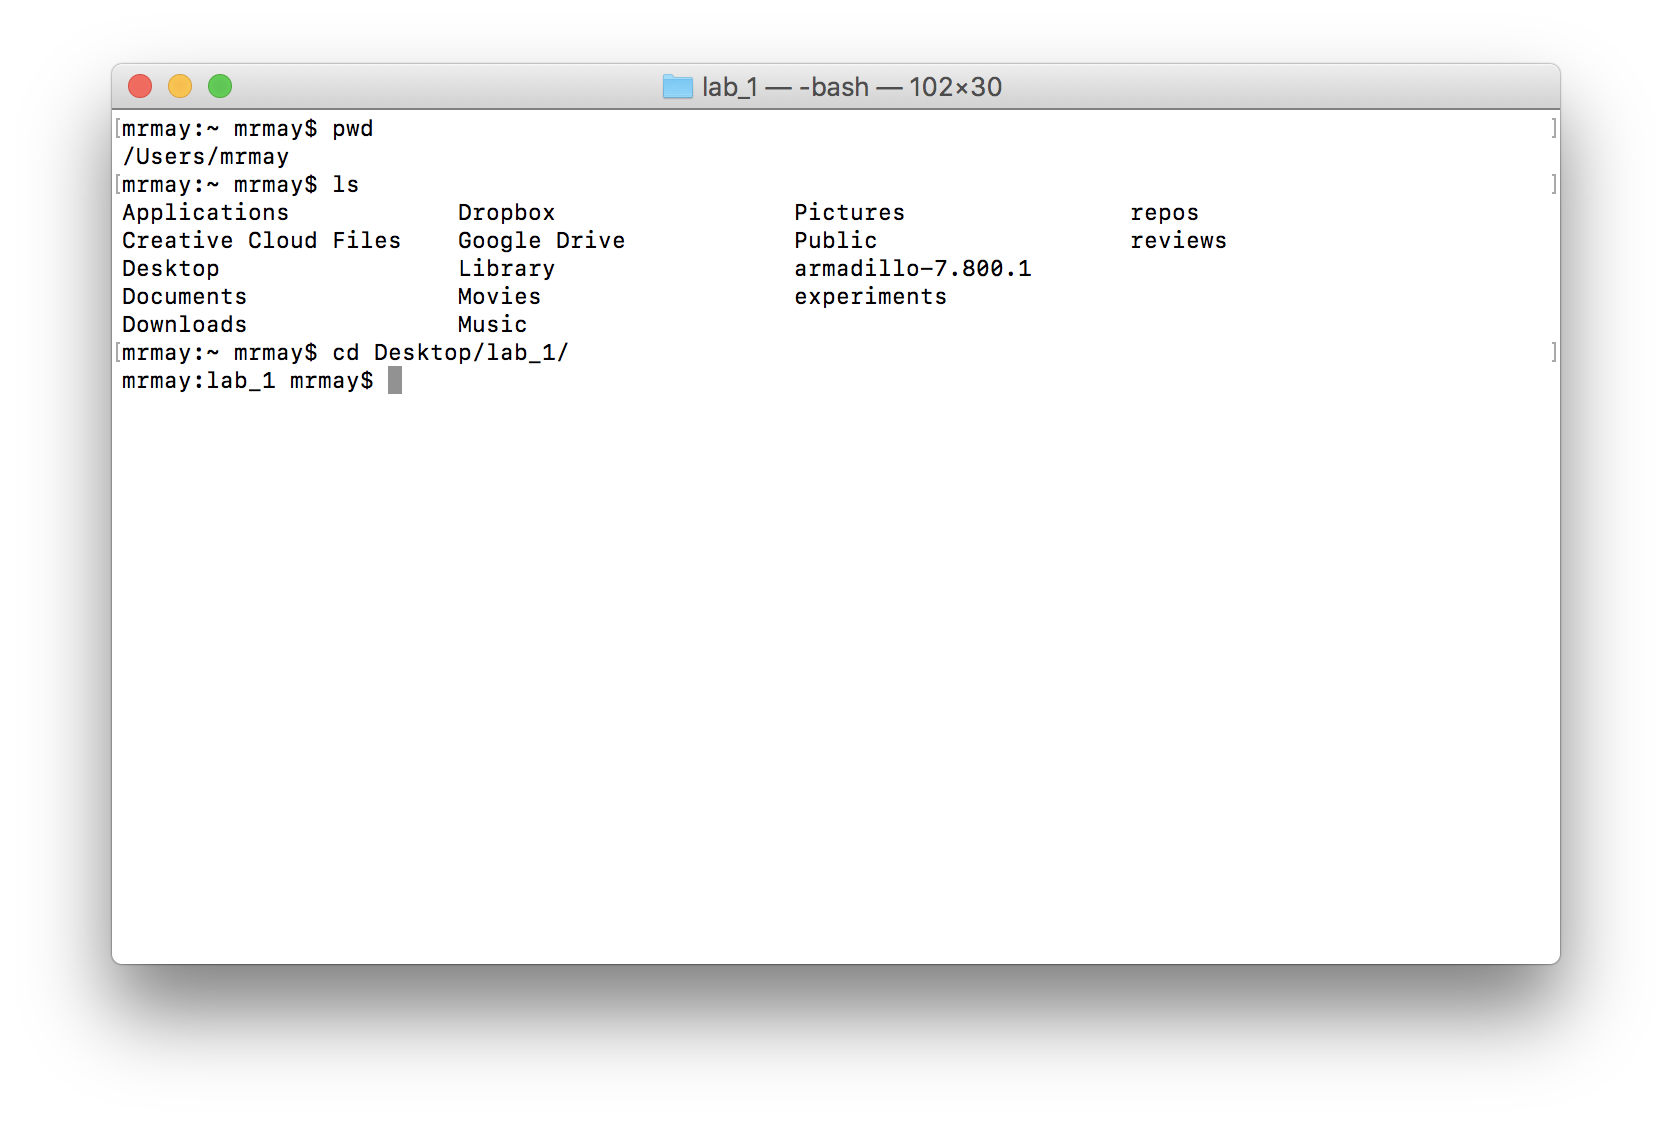 lab_1 — -bash — 102×30
[mrmay:~ mrmay$ pwd ]
/Users/mrmay
[mrmay:~ mrmay$ ls ]
Applications Dropbox Pictures repos
Creative Cloud Files Google Drive Public reviews
Desktop Library armadillo-7.800.1
Documents Movies experiments
Downloads Music
[mrmay:~ mrmay$ cd Desktop/lab_1/ ]
mrmay:lab_1 mrmay$